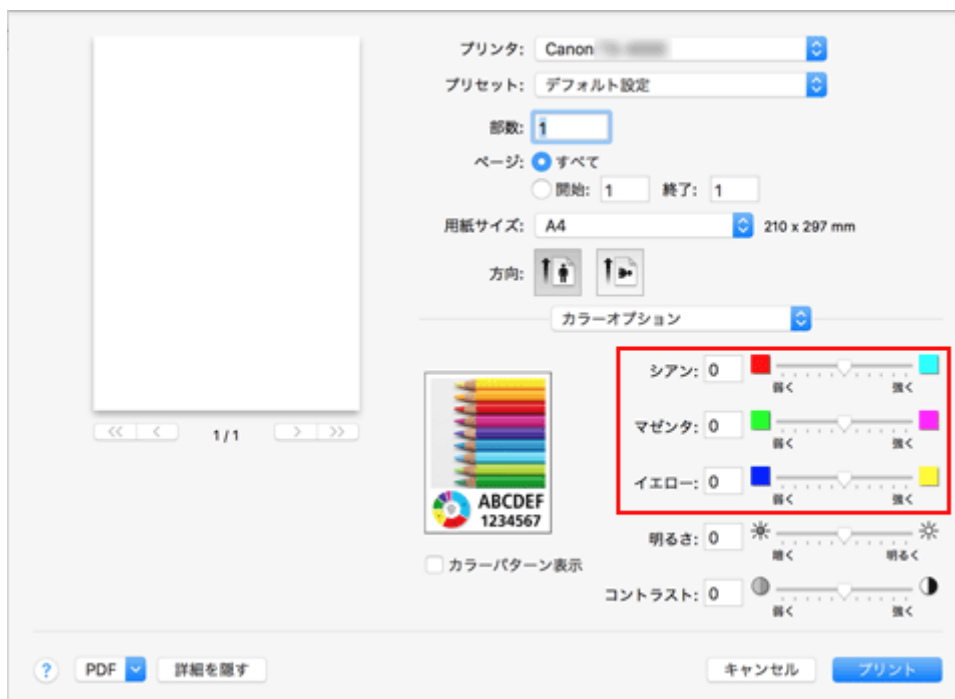 プリンタ: Canon
プリセット: デフォルト設定
部数: 1
ページ: すべて
開始: 1 終了: 1
用紙サイズ: A4 210 x 297 mm
方向:
カラーオプション
シアン: 0
弱く 強く
マゼンタ: 0
弱く 強く
イエロー: 0
弱く 強く
明るさ: 0
暗く 明るく
コントラスト: 0
弱く 強く
<< < 1 / 1 > >>
ABCDEF
1234567
カラーパターン表示
? PDF 詳細を隠す キャンセル プリント